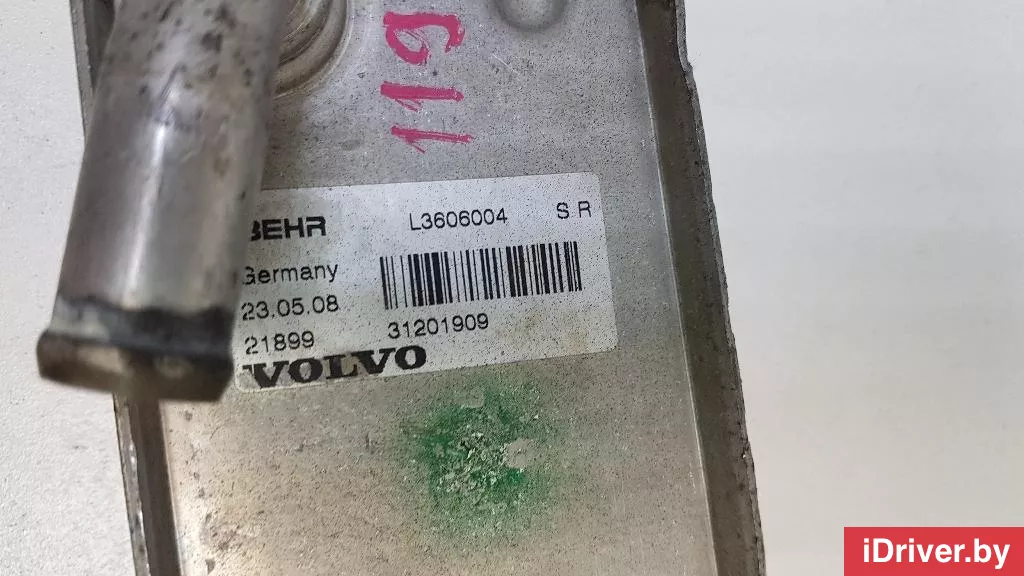 119
BEHR L3606004 S R
Germany
23.05.08
21899 31201909
VOLVO
iDriver.by